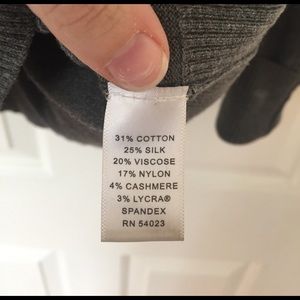 31% COTTON
25% SILK
20% VISCOSE
17% NYLON
4% CASHMERE
3% LYCRA®
SPANDEX
RN 54023